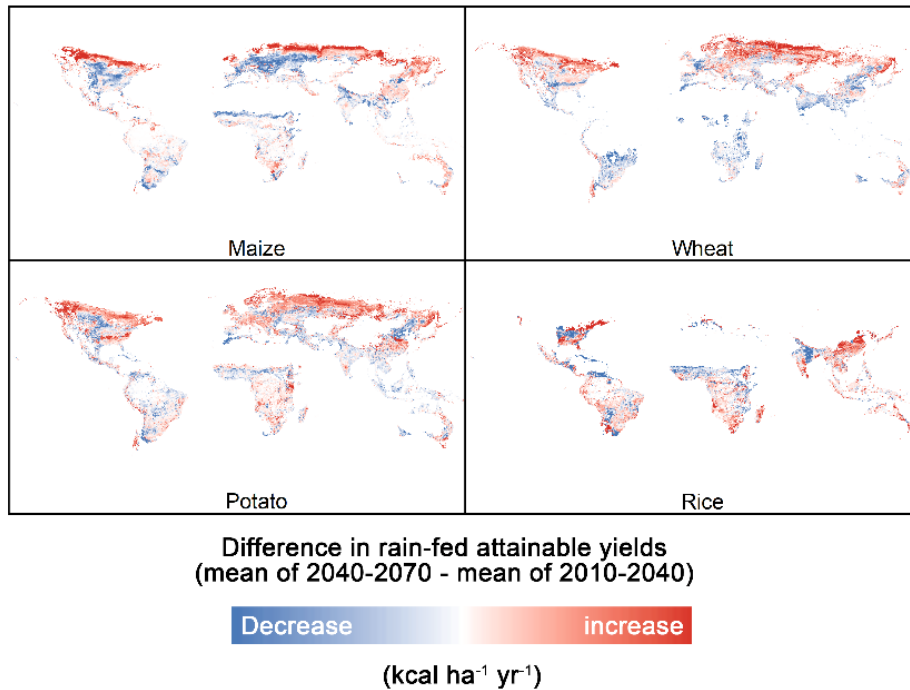 Maize
Wheat
Potato
Rice
Difference in rain-fed attainable yields
(mean of 2040-2070 - mean of 2010-2040)
Decrease
increase
(kcal ha⁻¹ yr⁻¹)